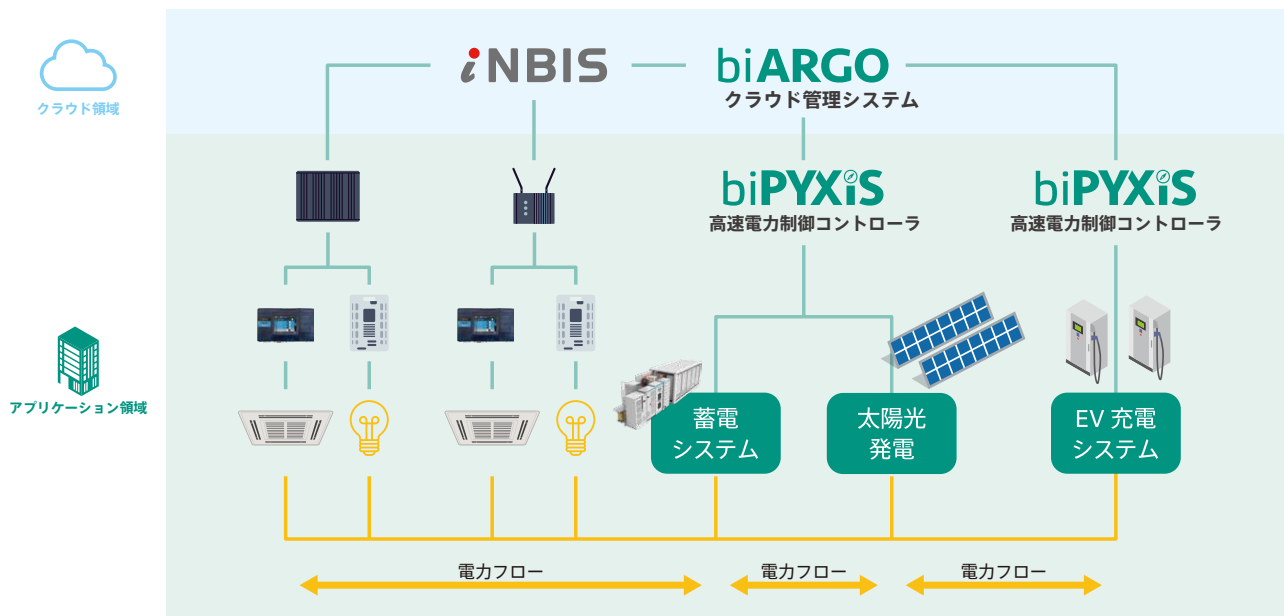 クラウド領域
iNBIS
biARGO
クラウド管理システム
biPYXiS
高速電力制御コントローラ
biPYXiS
高速電力制御コントローラ
アプリケーション領域
蓄電
システム
太陽光
発電
EV 充電
システム
電力フロー
電力フロー
電力フロー